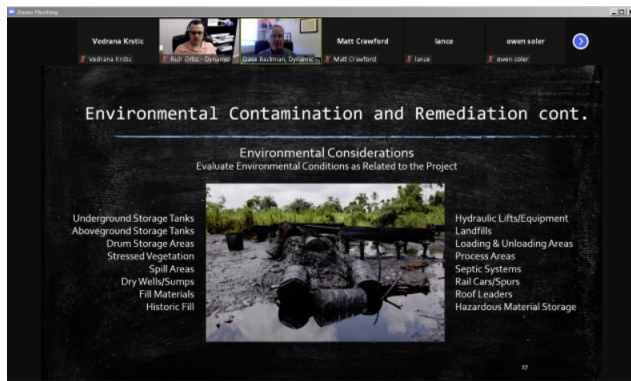 Zoom Meeting
Vedrana Krstic
Matt Crawford
lance
owen soler
Vedrana Krstic
Rich Ortiz - Dynamic
Dave Backman, Dynamic
Matt Crawford
lance
owen soler
Environmental Contamination and Remediation cont.
Environmental Considerations
Evaluate Environmental Conditions as Related to the Project
Underground Storage Tanks
Aboveground Storage Tanks
Drum Storage Areas
Stressed Vegetation
Spill Areas
Dry Wells/Sumps
Fill Materials
Historic Fill
Hydraulic Lifts/Equipment
Landfills
Loading & Unloading Areas
Process Areas
Septic Systems
Rail Cars/Spurs
Roof Leaders
Hazardous Material Storage
27